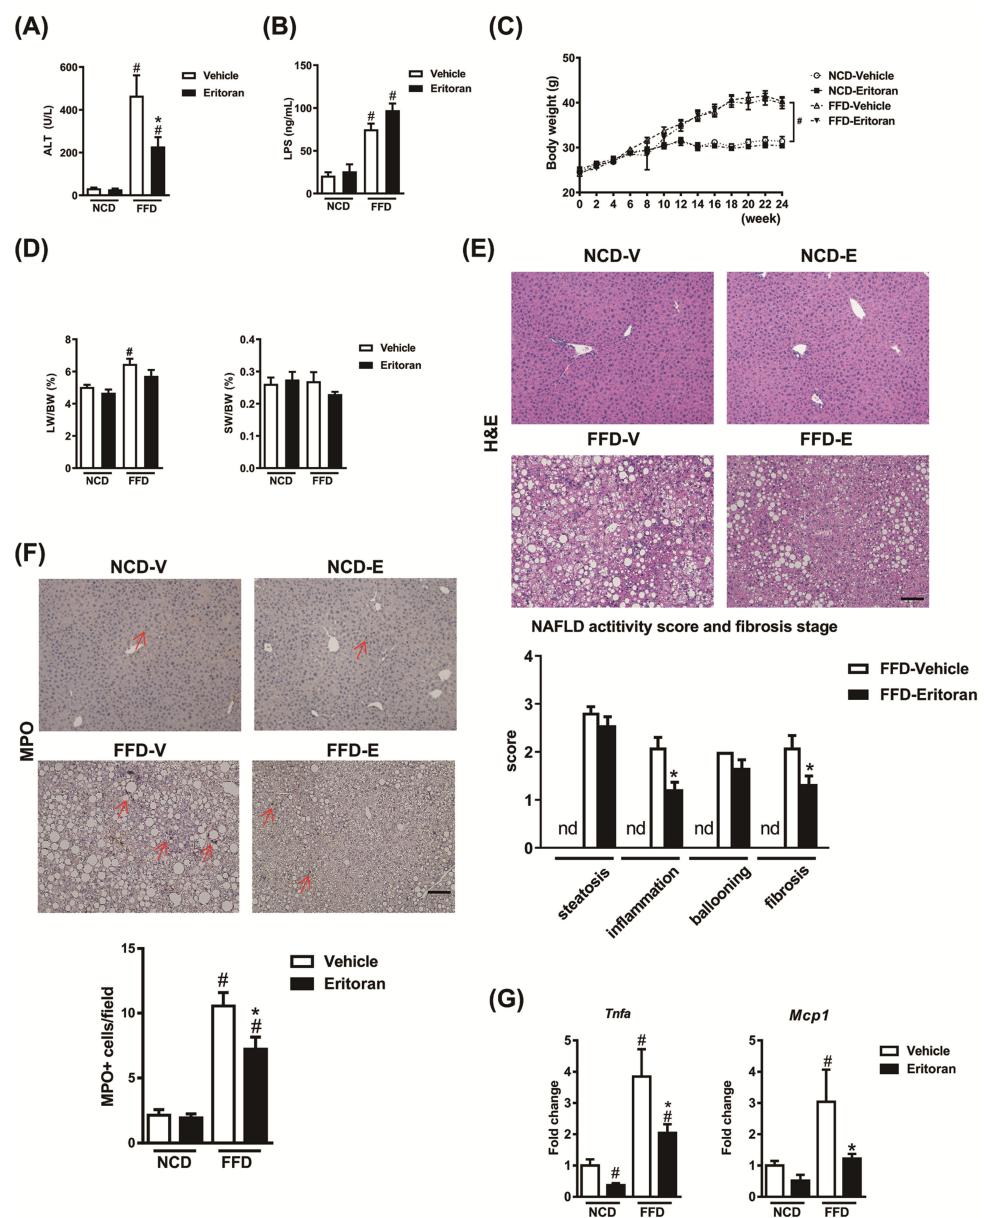 (A)
ALT (U/L)
600
400
200
0
#
*
#
NCD
FFD
Vehicle
Eritoran
(B)
LPS (ng/mL)
150
100
50
0
#
#
NCD
FFD
Vehicle
Eritoran
(C)
Body weight (g)
50
40
30
20
0 2 4 6 8 10 12 14 16 18 20 22 24
(week)
NCD-Vehicle
NCD-Eritoran
FFD-Vehicle
FFD-Eritoran
#
(D)
LW/BW (%)
8
6
4
2
0
#
NCD
FFD
SW/BW (%)
0.4
0.3
0.2
0.1
0.0
NCD
FFD
Vehicle
Eritoran
(E)
NCD-V
NCD-E
H&E
FFD-V
FFD-E
NAFLD actitivity score and fibrosis stage
score
4
3
2
1
0
nd
nd
*
nd
nd
*
steatosis
inflammation
ballooning
fibrosis
FFD-Vehicle
FFD-Eritoran
(F)
NCD-V
NCD-E
MPO
FFD-V
FFD-E
MPO+ cells/field
15
10
5
0
#
*
#
NCD
FFD
Vehicle
Eritoran
(G)
Tnfa
Fold change
5
4
3
2
1
0
#
#
*
#
NCD
FFD
Mcp1
Fold change
5
4
3
2
1
0
#
*
NCD
FFD
Vehicle
Eritoran